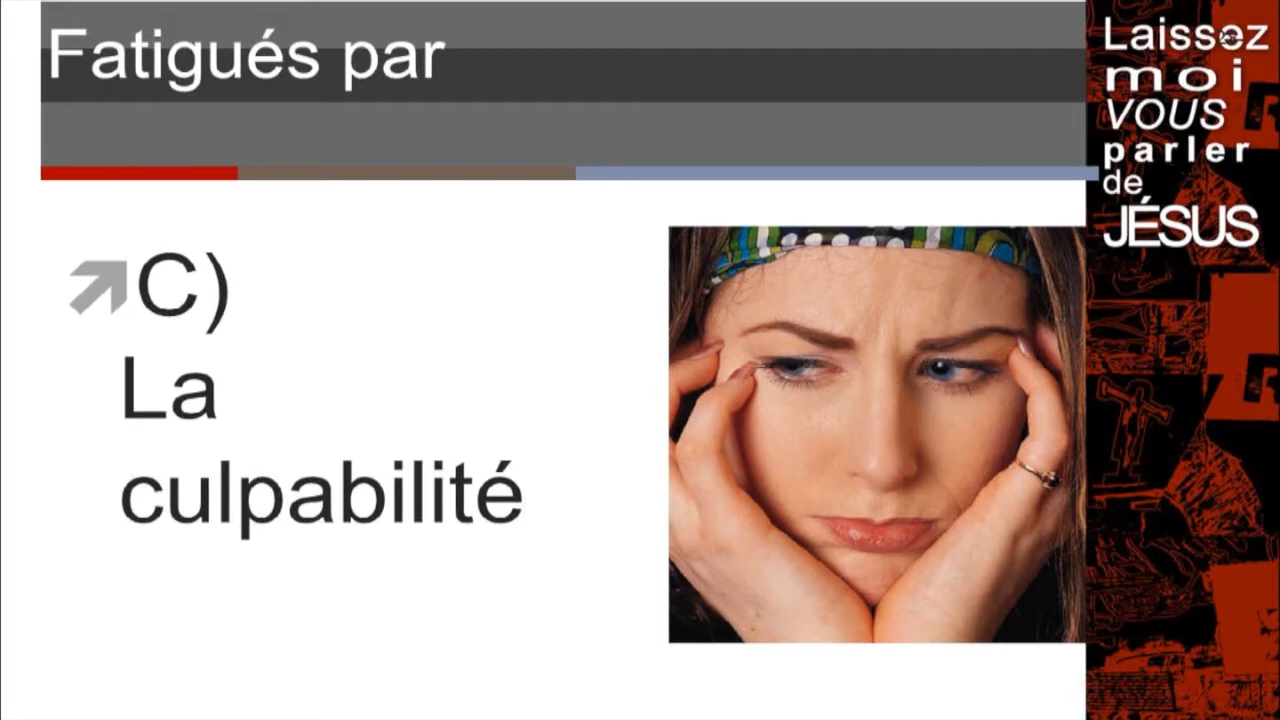 Fatigués par
C)
La
culpabilité
Laissez
moi
vous
parler
de
JÉSUS